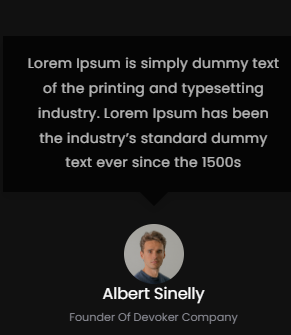 Lorem Ipsum is simply dummy text
of the printing and typesetting
industry. Lorem Ipsum has been
the industry’s standard dummy
text ever since the 1500s
Albert Sinelly
Founder Of Devoker Company